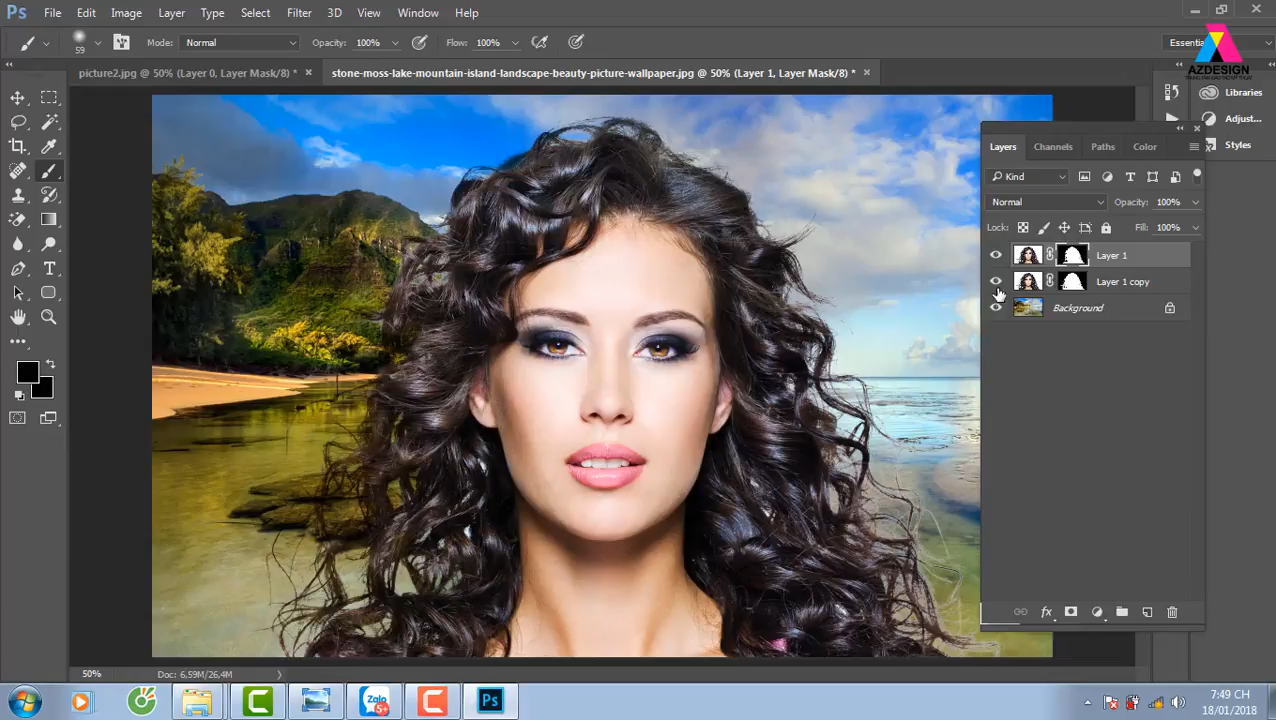 Ps File Edit Image Layer Type Select Filter 3D View Window Help
59 Mode: Normal Opacity: 100% Flow: 100% Essentia
AZDESIGN
picture2.jpg @ 50% (Layer 0, Layer Mask/8) * × stone-moss-lake-mountain-island-landscape-beauty-picture-wallpaper.jpg @ 50% (Layer 1, Layer Mask/8) * ×
Libraries
Adjust...
Styles
Layers Channels Paths Color
Kind
Normal Opacity: 100%
Lock: Fill: 100%
Layer 1
Layer 1 copy
Background
fx
50% Doc: 6,59M/26,4M
Zalo
5+
Ps
7:49 CH
18/01/2018